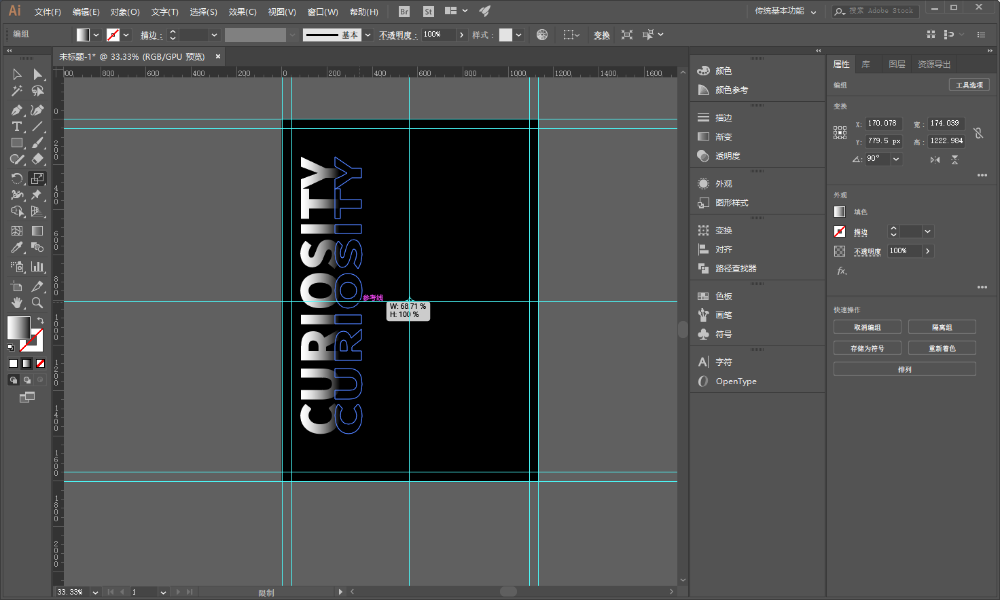 Ai 文件(F) 编辑(E) 对象(O) 文字(T) 选择(S) 效果(C) 视图(V) 窗口(W) 帮助(H) Br St 传统基本功能 搜索 Adobe Stock
编组 描边: 基本 不透明度: 100% 样式: 变换
未标题-1* @ 33.33% (RGB/GPU 预览) ×
800 600 400 200 0 200 400 600 800 1000 1200 1400 1600
0
200
400
600
800
1000
1200
1400
1600
1800
2000
CURIOSITY
CURIOSITY
参考线
W: 68.71 %
H: 100 %
颜色
颜色参考
描边
渐变
透明度
外观
图形样式
变换
对齐
路径查找器
色板
画笔
符号
字符
OpenType
属性 库 图层 资源导出
编组 工具选项
变换
X: 170.078 宽: 174.039
Y: 779.5 px 高: 1222.984
90°
外观
填色
描边
不透明度 100%
fx.
快速操作
取消编组 隔离组
存储为符号 重新着色
排列
33.33% 1 限制